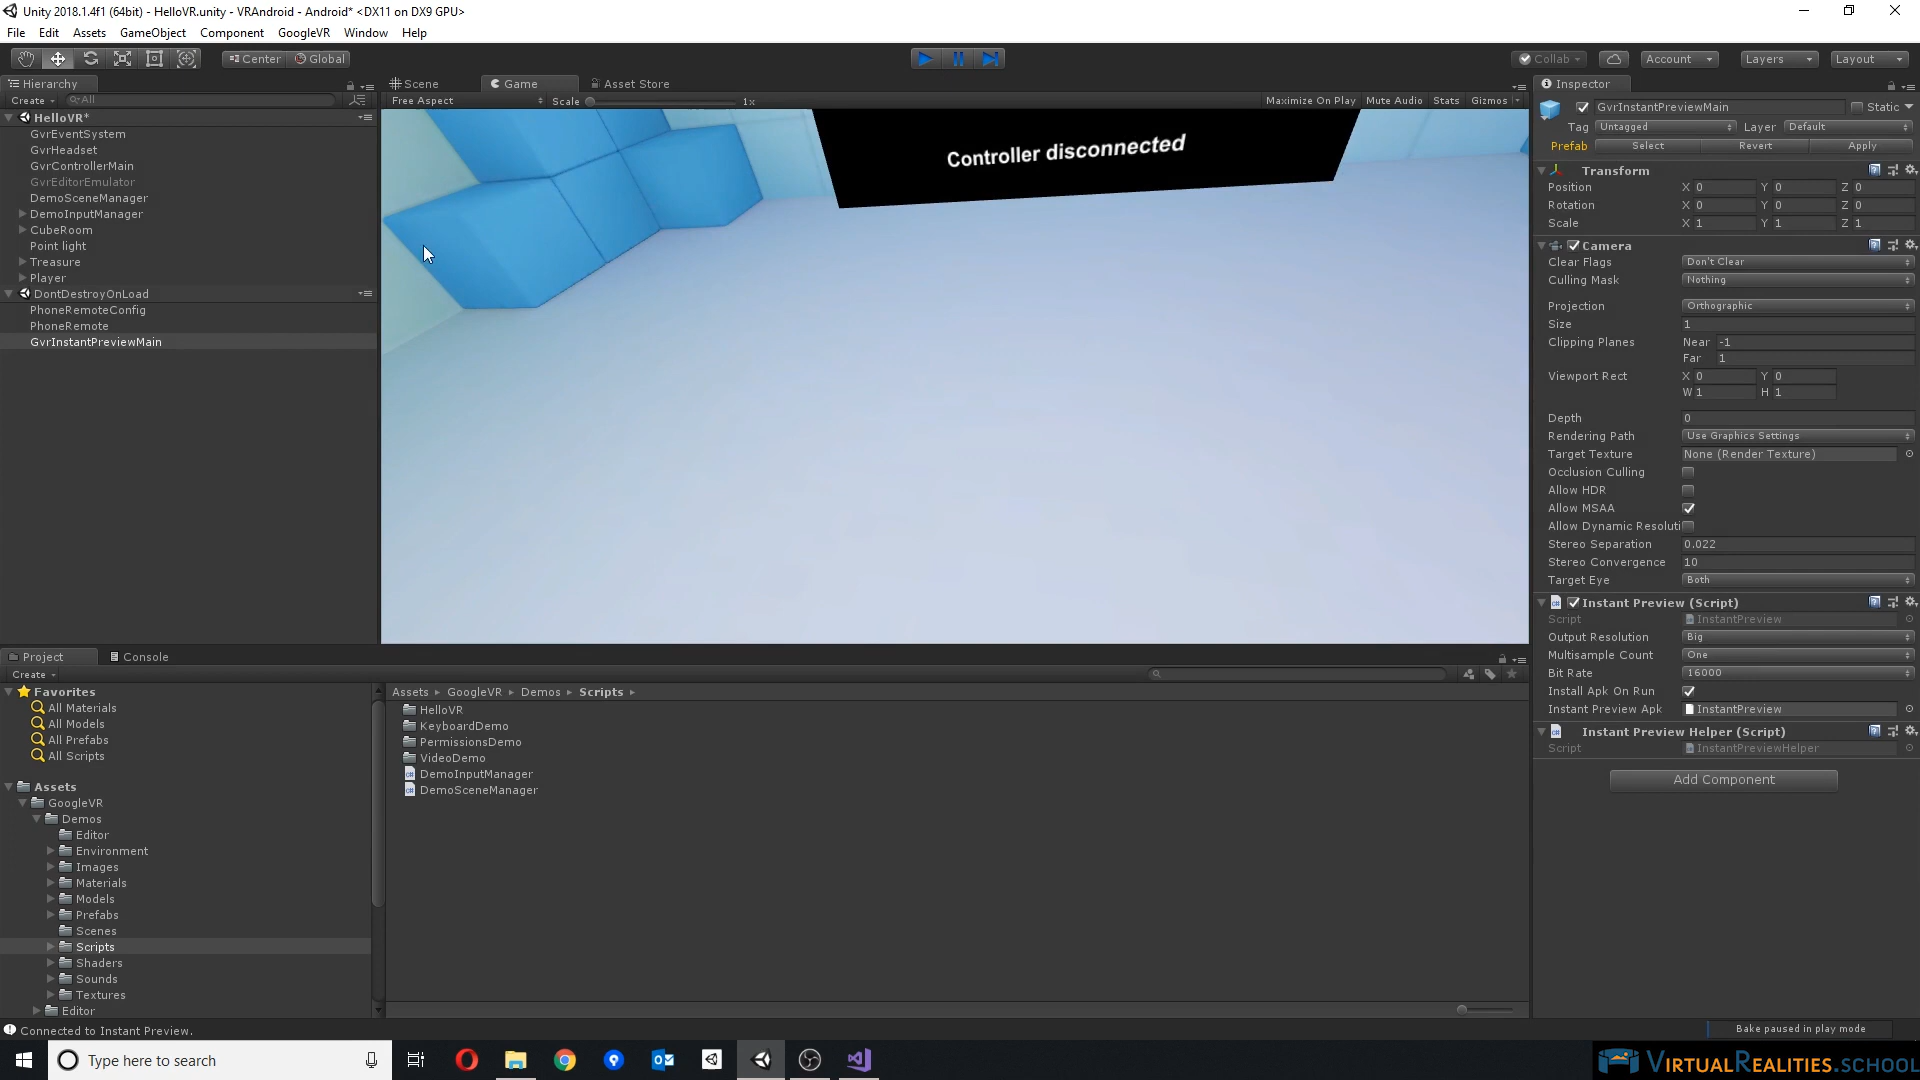 Unity 2018.1.4f1 (64bit) - HelloVR.unity - VRAndroid - Android* <DX11 on DX9 GPU>
File Edit Assets GameObject Component GoogleVR Window Help
Center Global Collab Account Layers Layout
Hierarchy
Create All
HelloVR*
GvrEventSystem
GvrHeadset
GvrControllerMain
GvrEditorEmulator
DemoSceneManager
DemoInputManager
CubeRoom
Point light
Treasure
Player
DontDestroyOnLoad
PhoneRemoteConfig
PhoneRemote
GvrInstantPreviewMain
Scene Game Asset Store
Free Aspect Scale 1x Maximize On Play Mute Audio Stats Gizmos
Controller disconnected
Inspector
GvrInstantPreviewMain Static
Tag Untagged Layer Default
Prefab Select Revert Apply
Transform
Position X 0 Y 0 Z 0
Rotation X 0 Y 0 Z 0
Scale X 1 Y 1 Z 1
Camera
Clear Flags Don't Clear
Culling Mask Nothing
Projection Orthographic
Size 1
Clipping Planes Near -1
Far 1
Viewport Rect X 0 Y 0
W 1 H 1
Depth 0
Rendering Path Use Graphics Settings
Target Texture None (Render Texture)
Occlusion Culling
Allow HDR
Allow MSAA
Allow Dynamic Resoluti
Stereo Separation 0.022
Stereo Convergence 10
Target Eye Both
Instant Preview (Script)
Script InstantPreview
Output Resolution Big
Multisample Count One
Bit Rate 16000
Install Apk On Run
Instant Preview Apk InstantPreview
Instant Preview Helper (Script)
Script InstantPreviewHelper
Add Component
Project Console
Create
Favorites
All Materials
All Models
All Prefabs
All Scripts
Assets
GoogleVR
Demos
Editor
Environment
Images
Materials
Models
Prefabs
Scenes
Scripts
Shaders
Sounds
Textures
Editor
Assets GoogleVR Demos Scripts
HelloVR
KeyboardDemo
PermissionsDemo
VideoDemo
DemoInputManager
DemoSceneManager
Connected to Instant Preview.
Bake paused in play mode
Type here to search
VIRTUALREALITIES.SCHOOL